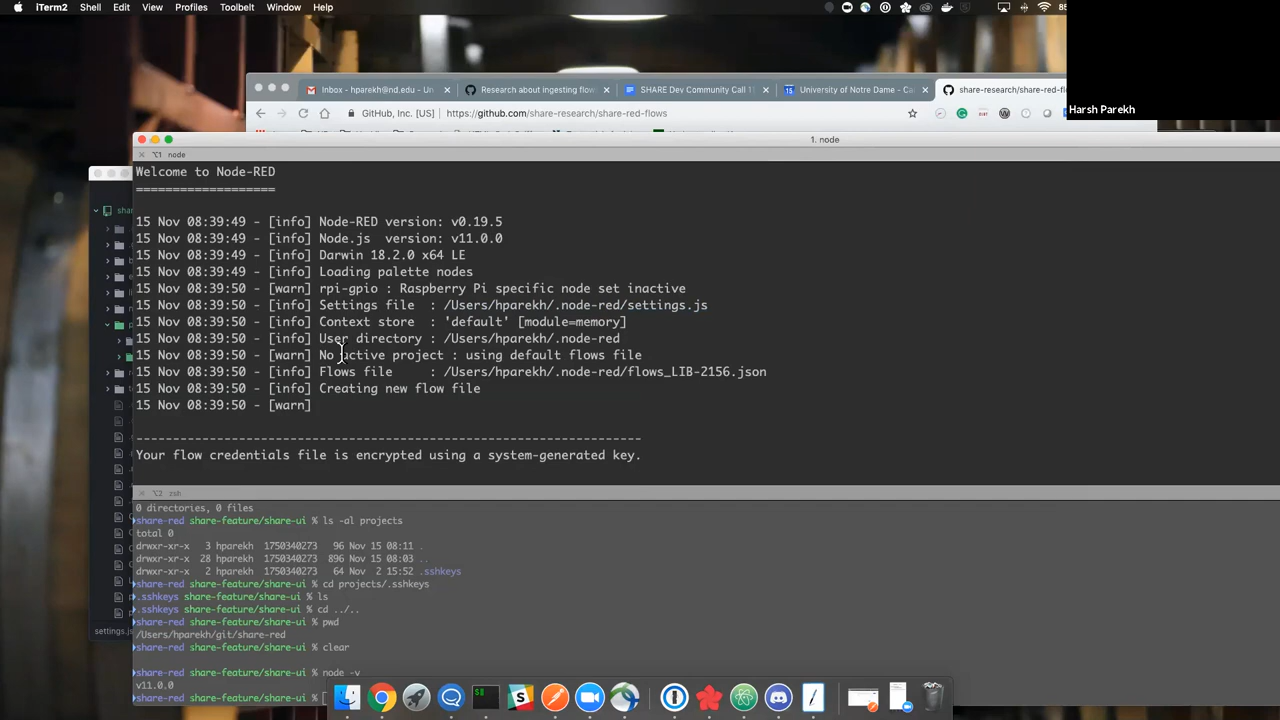 iTerm2 Shell Edit View Profiles Toolbelt Window Help
Harsh Parekh
Inbox - hparekh@nd.edu - Un
Research about ingesting flow
SHARE Dev Community Call 1
University of Notre Dame - Ca
share-research/share-red-fl
GitHub, Inc. [US] https://github.com/share-research/share-red-flows
1. node
⌥1 node
Welcome to Node-RED
===================
15 Nov 08:39:49 - [info] Node-RED version: v0.19.5
15 Nov 08:39:49 - [info] Node.js  version: v11.0.0
15 Nov 08:39:49 - [info] Darwin 18.2.0 x64 LE
15 Nov 08:39:49 - [info] Loading palette nodes
15 Nov 08:39:50 - [warn] rpi-gpio : Raspberry Pi specific node set inactive
15 Nov 08:39:50 - [info] Settings file  : /Users/hparekh/.node-red/settings.js
15 Nov 08:39:50 - [info] Context store  : 'default' [module=memory]
15 Nov 08:39:50 - [info] User directory : /Users/hparekh/.node-red
15 Nov 08:39:50 - [warn] No active project : using default flows file
15 Nov 08:39:50 - [info] Flows file     : /Users/hparekh/.node-red/flows_LIB-2156.json
15 Nov 08:39:50 - [info] Creating new flow file
15 Nov 08:39:50 - [warn]
---------------------------------------------------------------------
Your flow credentials file is encrypted using a system-generated key.
⌥2 zsh
0 directories, 0 files
share-red share-feature/share-ui % ls -al projects
total 0
drwxr-xr-x   3 hparekh  1750340273   96 Nov 15 08:11 .
drwxr-xr-x  28 hparekh  1750340273  896 Nov 15 08:03 ..
drwxr-xr-x   2 hparekh  1750340273   64 Nov  2 15:52 .sshkeys
share-red share-feature/share-ui % cd projects/.sshkeys
.sshkeys share-feature/share-ui % ls
.sshkeys share-feature/share-ui % cd ../..
share-red share-feature/share-ui % pwd
/Users/hparekh/git/share-red
share-red share-feature/share-ui % clear
share-red share-feature/share-ui % node -v
v11.0.0
share-red share-feature/share-ui %
settings.js